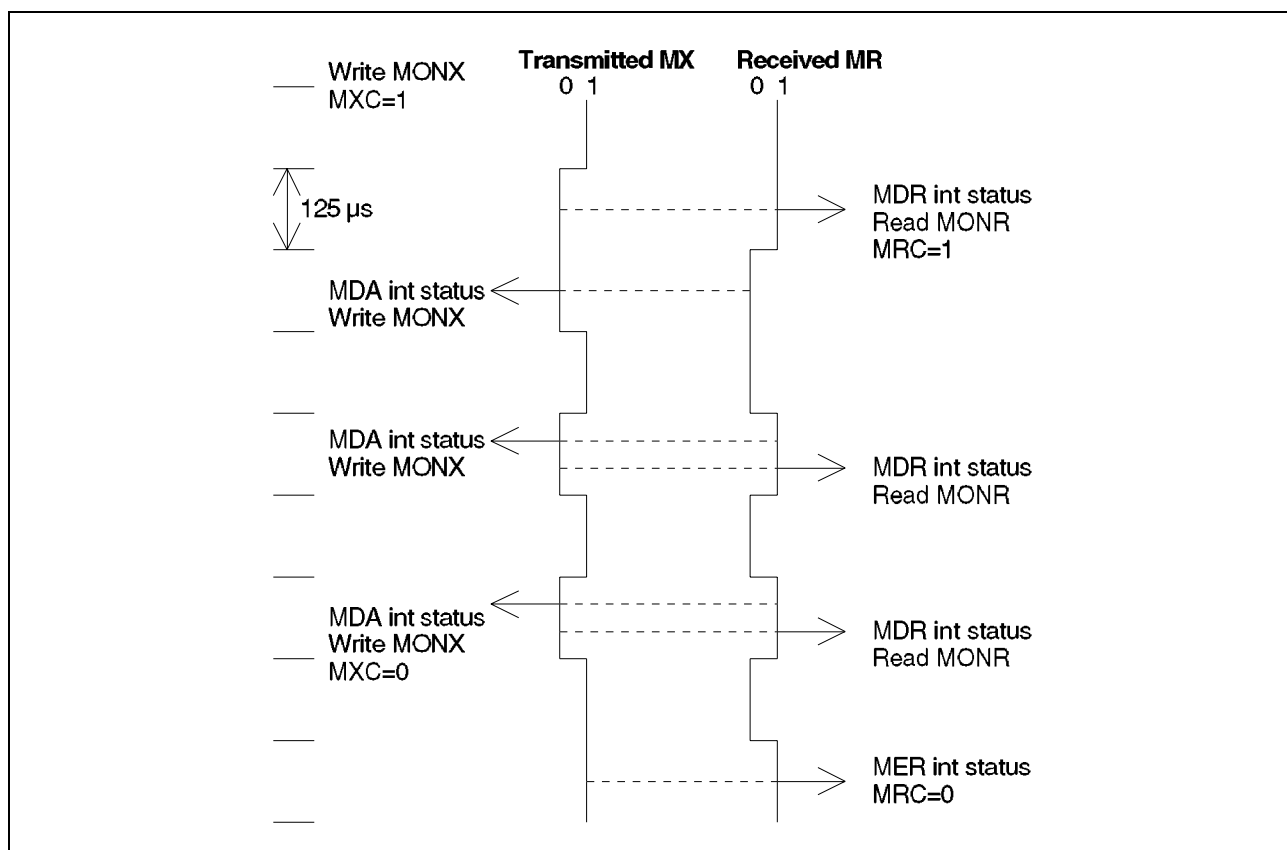 Write MONX
MXC=1
Transmitted MX
0 1
Received MR
0 1
125 µs
MDR int status
Read MONR
MRC=1
MDA int status
Write MONX
MDA int status
Write MONX
MDR int status
Read MONR
MDA int status
Write MONX
MXC=0
MDR int status
Read MONR
MER int status
MRC=0